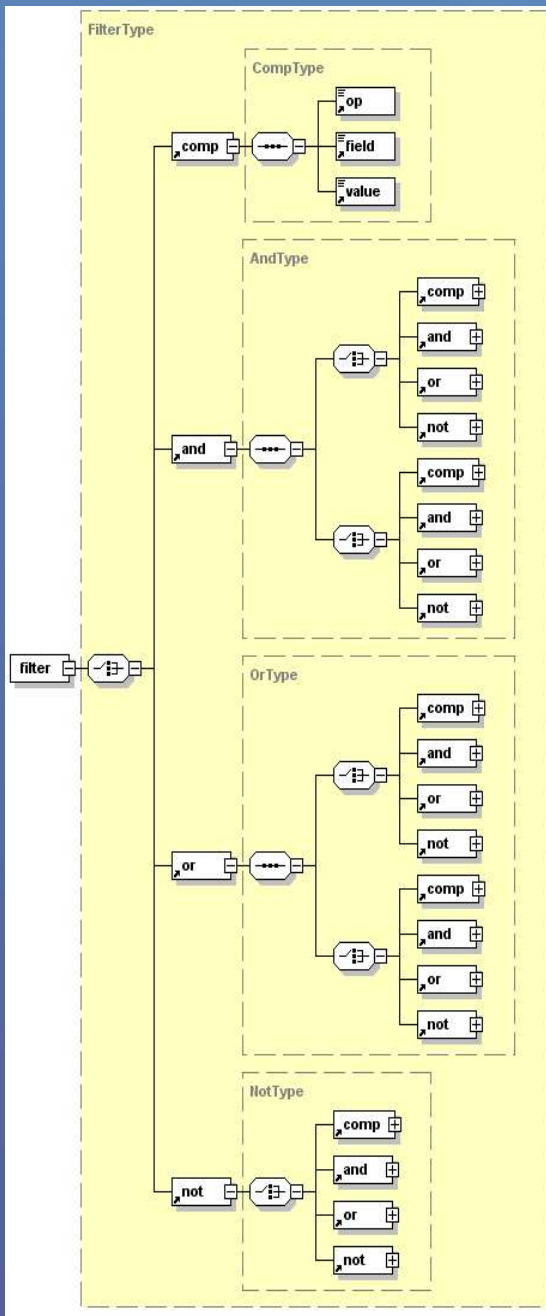 FilterType
CompType
op
comp
field
value
AndType
comp
and
or
not
and
comp
and
or
not
filter
OrType
comp
and
or
not
or
comp
and
or
not
NotType
comp
and
not
or
not